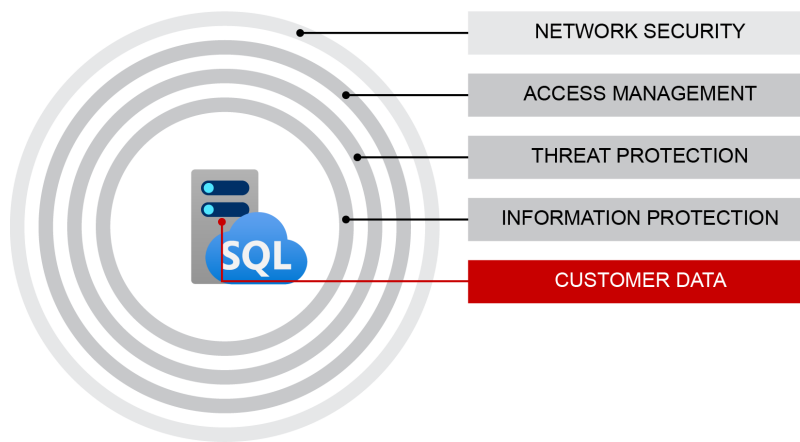 NETWORK SECURITY
ACCESS MANAGEMENT
THREAT PROTECTION
INFORMATION PROTECTION
SQL
CUSTOMER DATA